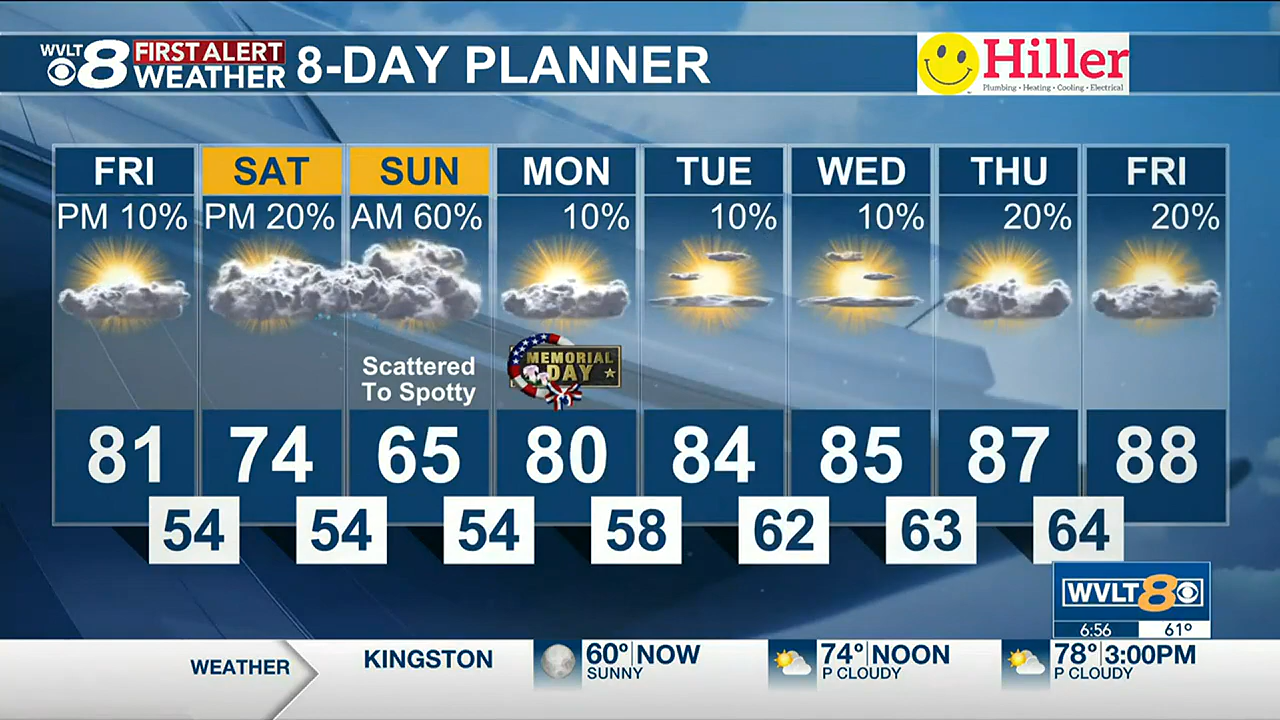 WVLT 8 FIRST ALERT WEATHER
8-DAY PLANNER
Hiller
Plumbing • Heating • Cooling • Electrical
FRI SAT SUN MON TUE WED THU FRI
PM 10% PM 20% AM 60% 10% 10% 10% 20% 20%
Scattered
To Spotty
MEMORIAL
DAY
81 74 65 80 84 85 87 88
54 54 54 58 62 63 64
WVLT 8
6:56 61°
WEATHER KINGSTON 60° NOW 74° NOON 78° 3:00PM
SUNNY P CLOUDY P CLOUDY